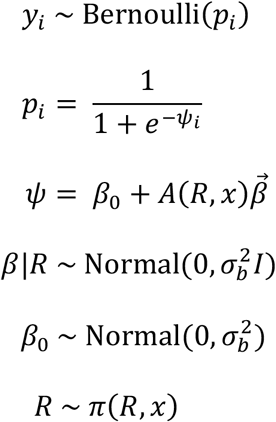 y_i ~ Bernoulli(p_i)
p_i = 1 / (1 + e^{-ψ_i})
ψ = β_0 + A(R, x)β⃗
β|R ~ Normal(0, σ_b^2 I)
β_0 ~ Normal(0, σ_b^2)
R ~ π(R, x)